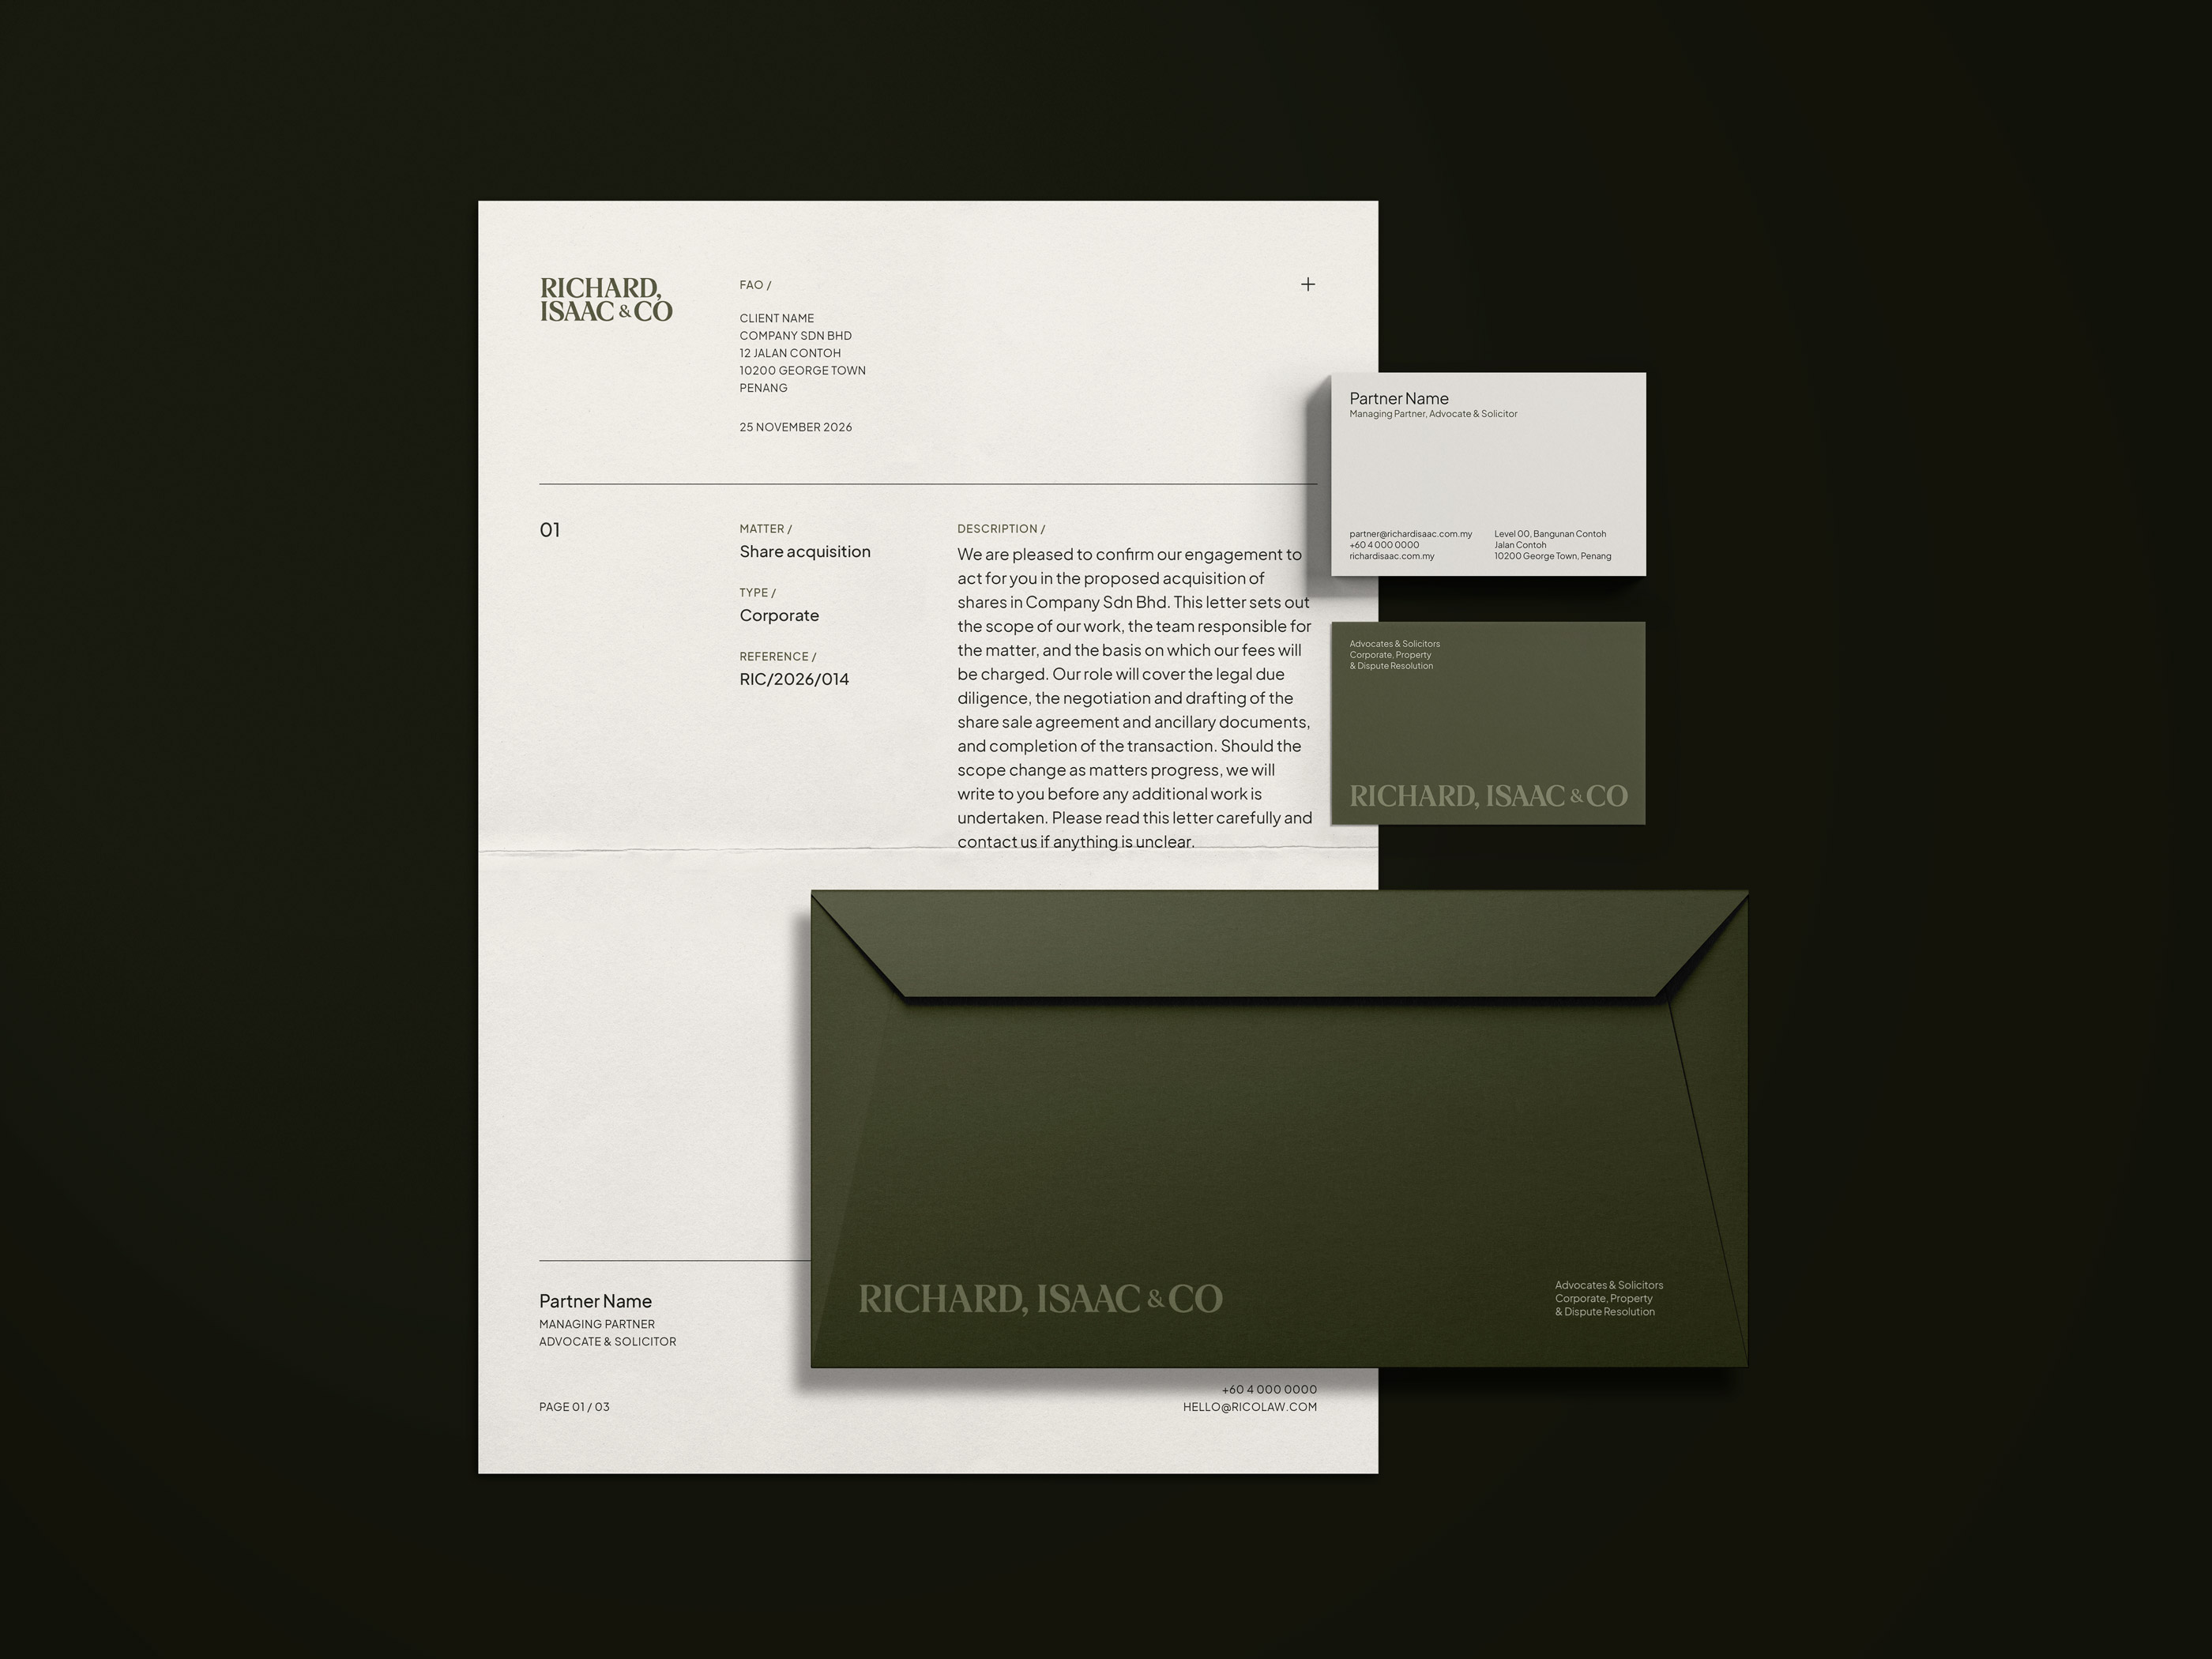 RICHARD,
ISAAC & CO
FAO /
+
CLIENT NAME
COMPANY SDN BHD
12 JALAN CONTOH
10200 GEORGE TOWN
PENANG
25 NOVEMBER 2026
01
MATTER /
Share acquisition
TYPE /
Corporate
REFERENCE /
RIC/2026/014
DESCRIPTION /
We are pleased to confirm our engagement to
act for you in the proposed acquisition of
shares in Company Sdn Bhd. This letter sets out
the scope of our work, the team responsible for
the matter, and the basis on which our fees will
be charged. Our role will cover the legal due
diligence, the negotiation and drafting of the
share sale agreement and ancillary documents,
and completion of the transaction. Should the
scope change as matters progress, we will
write to you before any additional work is
undertaken. Please read this letter carefully and
contact us if anything is unclear.
Partner Name
MANAGING PARTNER
ADVOCATE & SOLICITOR
PAGE 01 / 03
+60 4 000 0000
HELLO@RICOLAW.COM
Partner Name
Managing Partner, Advocate & Solicitor
partner@richardisaac.com.my
+60 4 000 0000
richardisaac.com.my
Level 00, Bangunan Contoh
Jalan Contoh
10200 George Town, Penang
Advocates & Solicitors
Corporate, Property
& Dispute Resolution
RICHARD, ISAAC & CO
RICHARD, ISAAC & CO
Advocates & Solicitors
Corporate, Property
& Dispute Resolution